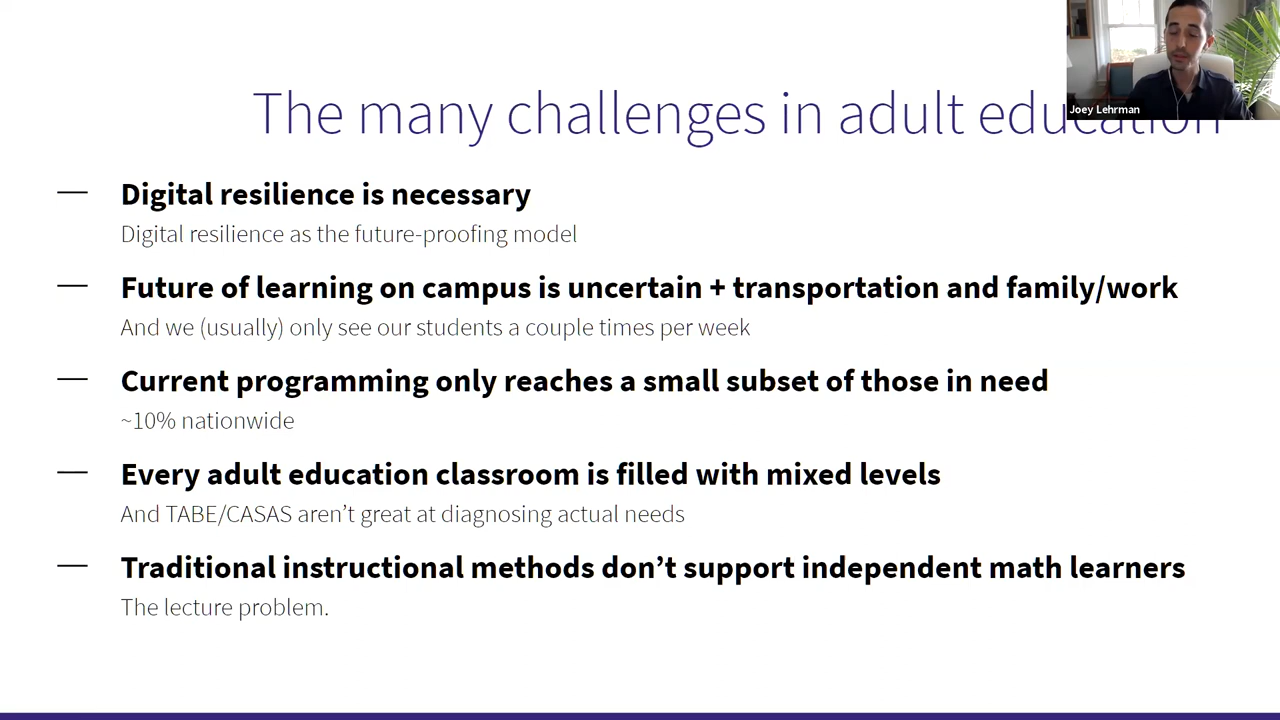 The many challenges in adult education
Joey Lehrman
— Digital resilience is necessary
Digital resilience as the future-proofing model
— Future of learning on campus is uncertain + transportation and family/work
And we (usually) only see our students a couple times per week
— Current programming only reaches a small subset of those in need
~10% nationwide
— Every adult education classroom is filled with mixed levels
And TABE/CASAS aren’t great at diagnosing actual needs
— Traditional instructional methods don’t support independent math learners
The lecture problem.